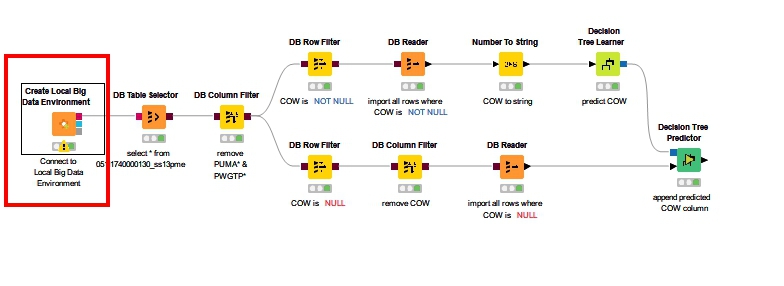 Create Local Big
Data Environment
Connect to
Local Big Data
Environment
DB Table Selector
select * from
DB Column Filter
remove
PUMA* &
PWGTP*
DB Row Filter
COW is NOT NULL
DB Reader
import all rows where
COW is NOT NULL
Number To String
COW to string
Decision
Tree Learner
predict COW
DB Row Filter
COW is NULL
DB Column Filter
remove COW
DB Reader
import all rows where
COW is NULL
Decision Tree
Predictor
append predicted
COW column